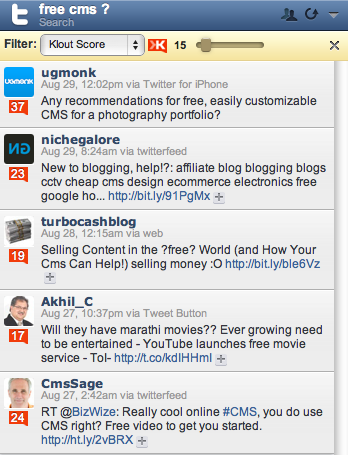 free cms ?
Search
Filter: Klout Score K 15
ugmonk
UGMONK
Aug 29, 12:02pm via Twitter for iPhone
37
Any recommendations for free, easily customizable
CMS for a photography portfolio?
nichegalore
Aug 29, 8:24am via twitterfeed
23
New to blogging, help!?: affiliate blog blogging blogs
cctv cheap cms design ecommerce electronics free
google ho... http://bit.ly/91PgMx
turbocashblog
Aug 28, 12:15am via web
19
Selling Content in the ?free? World (and How Your
Cms Can Help!) selling money :O http://bit.ly/ble6Vz
Akhil_C
Aug 27, 10:37pm via Tweet Button
17
Will they have marathi movies?? Ever growing need
to be entertained - YouTube launches free movie
service - ToI- http://t.co/kdIHHml
CmsSage
Aug 27, 2:42am via twitterfeed
24
RT @BizWize: Really cool online #CMS, you do use
CMS right? Free video to get you started.
http://ht.ly/2vBRX